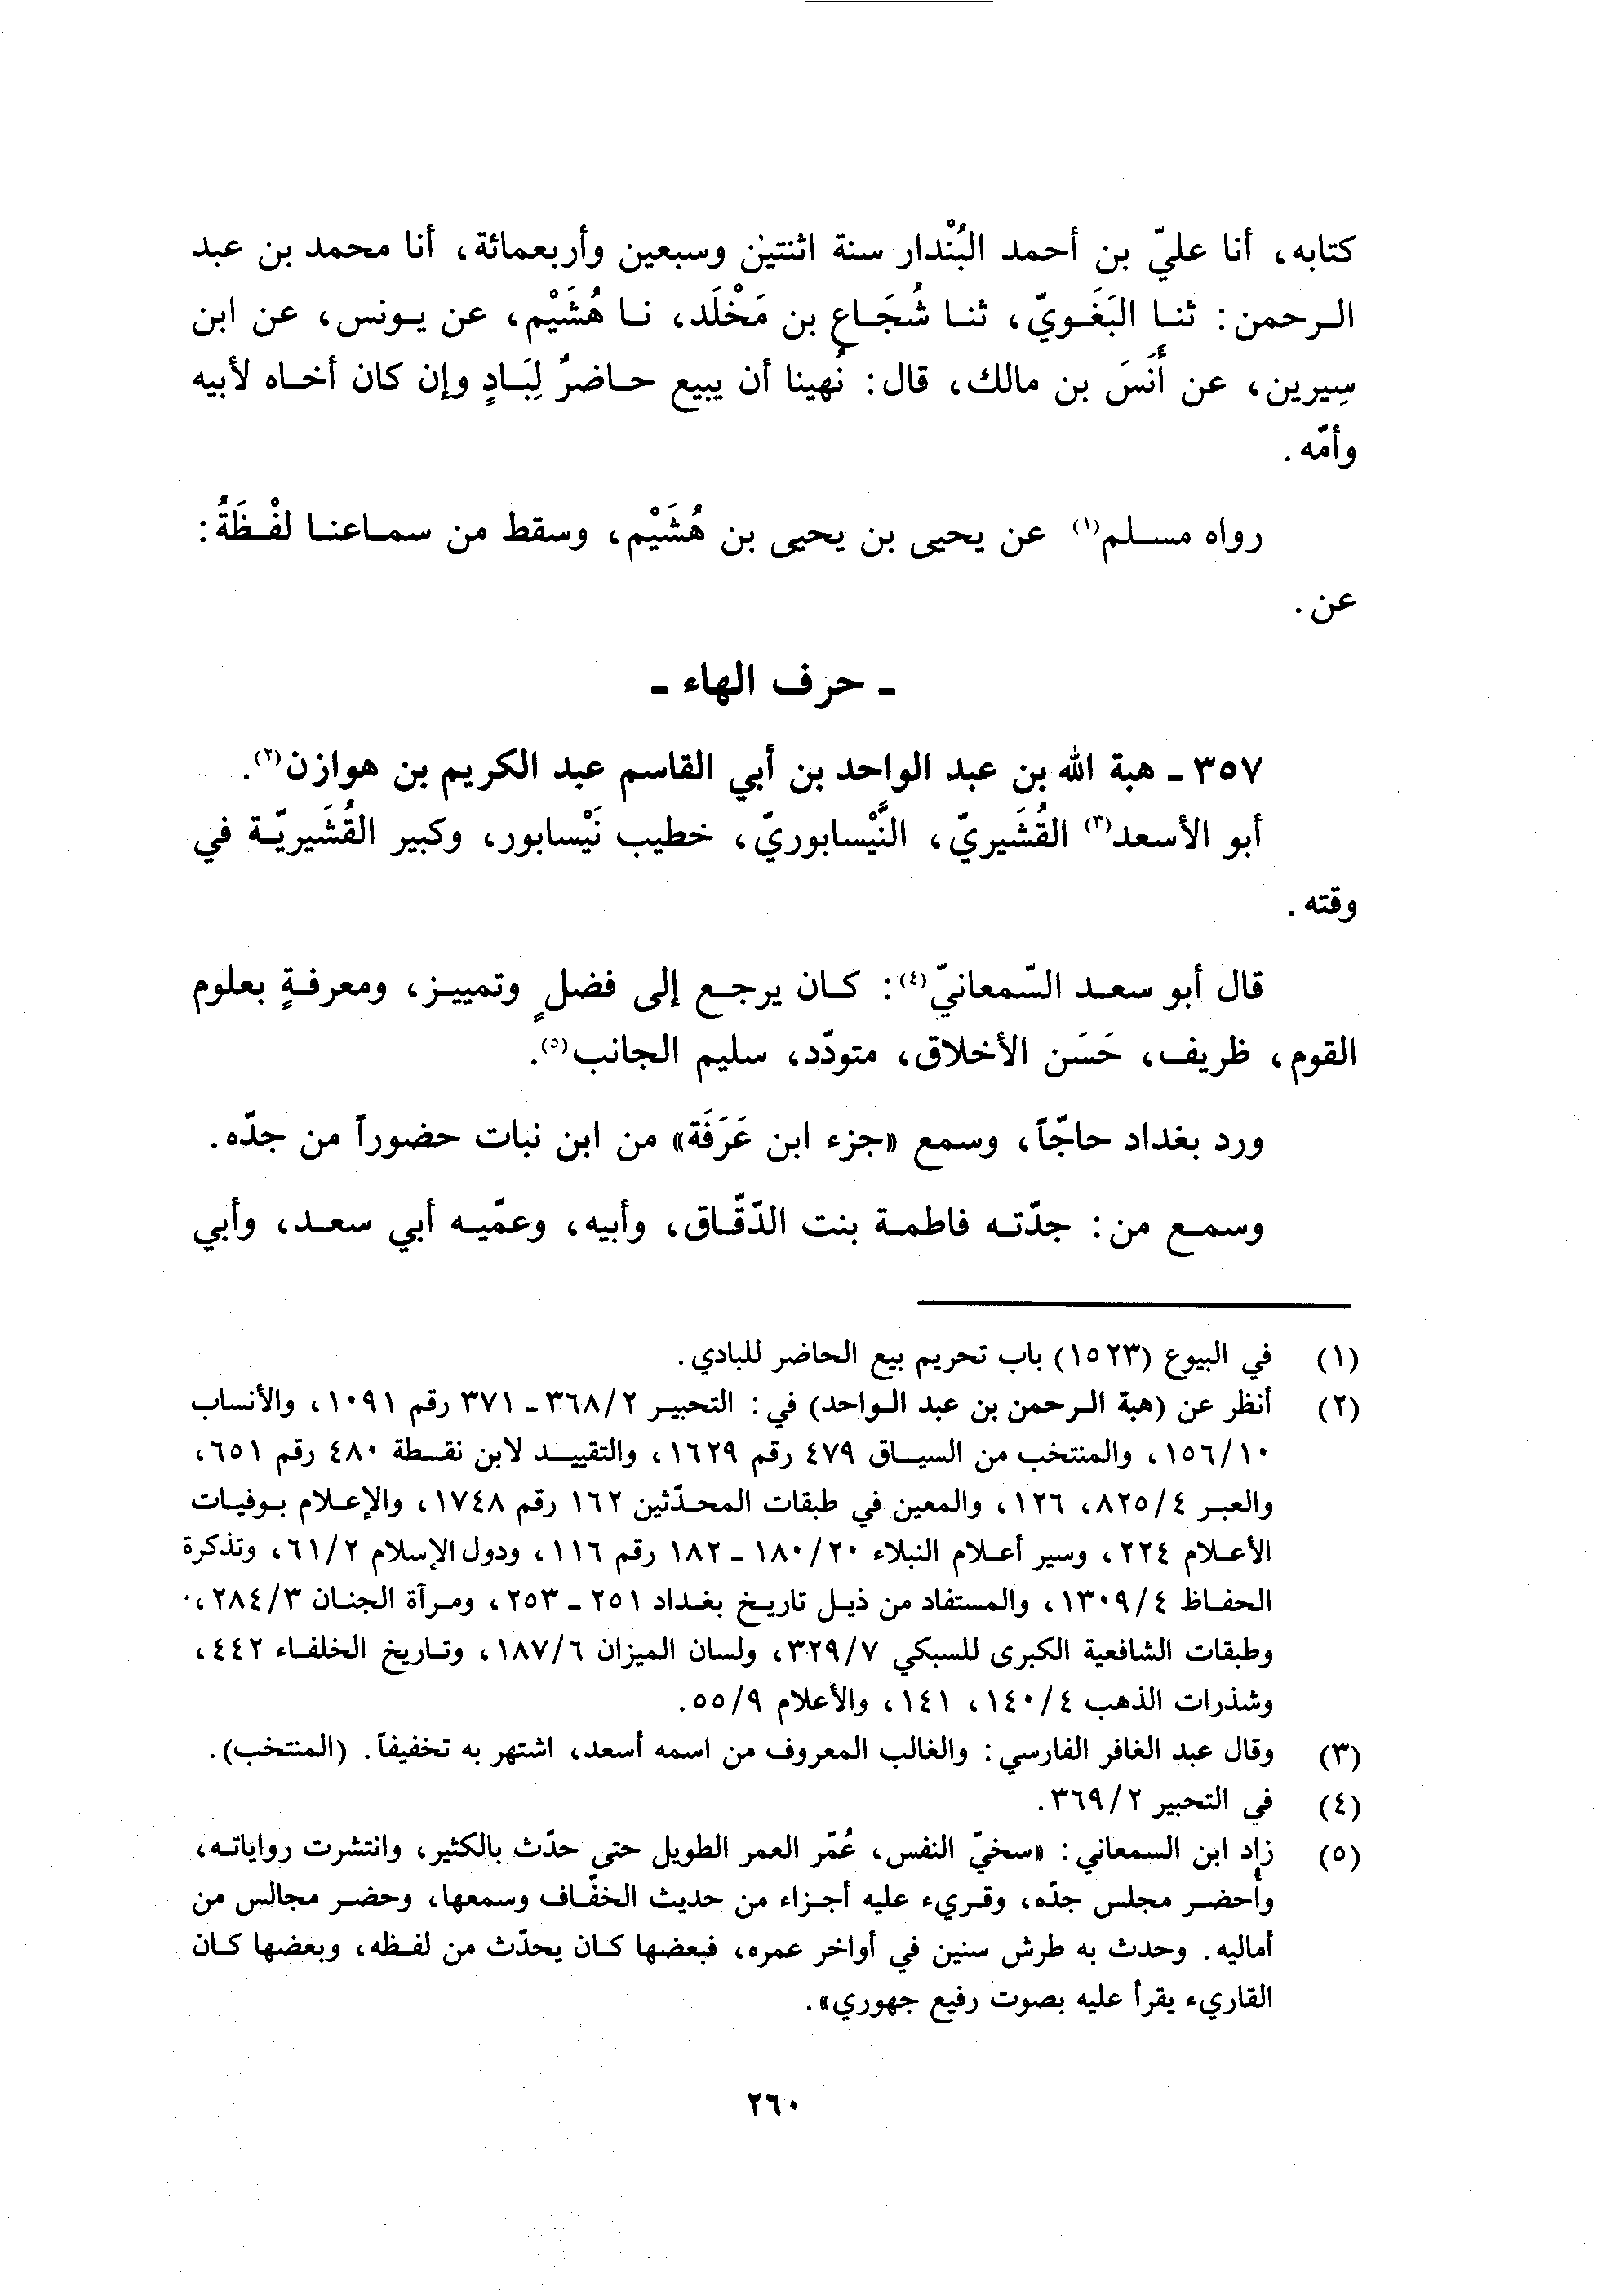 كتابه، أنا عليّ بن أحمد البُنْدار سنة اثنتين وسبعين وأربعمائة، أنا محمد بن عبد
الرحمن: ثنا البَغَويّ، ثنا شُجَاع بن مَخْلَد، نا هُشَيْم، عن يونس، عن ابن
سِيرين، عن أَنَسَ بن مالك، قال: نُهينا أن يبيع حاضرٌ لِبَادٍ وإن كان أخاه لأبيه
وأمّه.
رواه مسلم(١) عن يحيى بن يحيى بن هُشَيْم، وسقط من سماعنا لفْظَةُ:
عن.
ـ حرف الهاء ـ
٣٥٧ ـ هبة الله بن عبد الواحد بن أبي القاسم عبد الكريم بن هوازن(٢).
أبو الأسعد(٣) القُشَيريّ، النَّيْسابوريّ، خطيب نَيْسابور، وكبير القُشَيريّة في
وقته.
قال أبو سعد السّمعانيّ(٤): كان يرجع إلى فضلٍ وتمييز، ومعرفةٍ بعلوم
القوم، ظريف، حَسَن الأخلاق، متودّد، سليم الجانب(٥).
ورد بغداد حاجّاً، وسمع «جزء ابن عَرَفَة» من ابن نبات حضوراً من جدّه.
وسمع من: جدّته فاطمة بنت الدّقّاق، وأبيه، وعمّيه أبي سعد، وأبي
(١) في البيوع (١٥٢٣) باب تحريم بيع الحاضر للبادي.
(٢) أنظر عن (هبة الرحمن بن عبد الواحد) في: التحبير ٣٦٨/٢ ـ ٣٧١ رقم ١٠٩١، والأنساب
١٥٦/١٠، والمنتخب من السياق ٤٧٩ رقم ١٦٢٩، والتقييد لابن نقطة ٤٨٠ رقم ٦٥١،
والعبر ٨٢٥/٤، ١٢٦، والمعين في طبقات المحدّثين ١٦٢ رقم ١٧٤٨، والإعلام بوفيات
الأعلام ٢٢٤، وسير أعلام النبلاء ١٨٠/٢٠ ـ ١٨٢ رقم ١١٦، ودول الإسلام ٦١/٢، وتذكرة
الحفاظ ١٣٠٩/٤، والمستفاد من ذيل تاريخ بغداد ٢٥١ ـ ٢٥٣، ومرآة الجنان ٢٨٤/٣،
وطبقات الشافعية الكبرى للسبكي ٣٢٩/٧، ولسان الميزان ١٨٧/٦، وتاريخ الخلفاء ٤٤٢،
وشذرات الذهب ١٤٠/٤، ١٤١، والأعلام ٥٥/٩.
(٣) وقال عبد الغافر الفارسي: والغالب المعروف من اسمه أسعد، اشتهر به تخفيفاً. (المنتخب).
(٤) في التحبير ٣٦٩/٢.
(٥) زاد ابن السمعاني: «سخيّ النفس، عُمّر العمر الطويل حتى حدّث بالكثير، وانتشرت رواياته،
وأُحضر مجلس جدّه، وقريء عليه أجزاء من حديث الخفّاف وسمعها، وحضر مجالس من
أماليه. وحدث به طرش سنين في أواخر عمره، فبعضها كان يحدّث من لفظه، وبعضها كان
القاريء يقرأ عليه بصوت رفيع جهوري».
٢٦٠